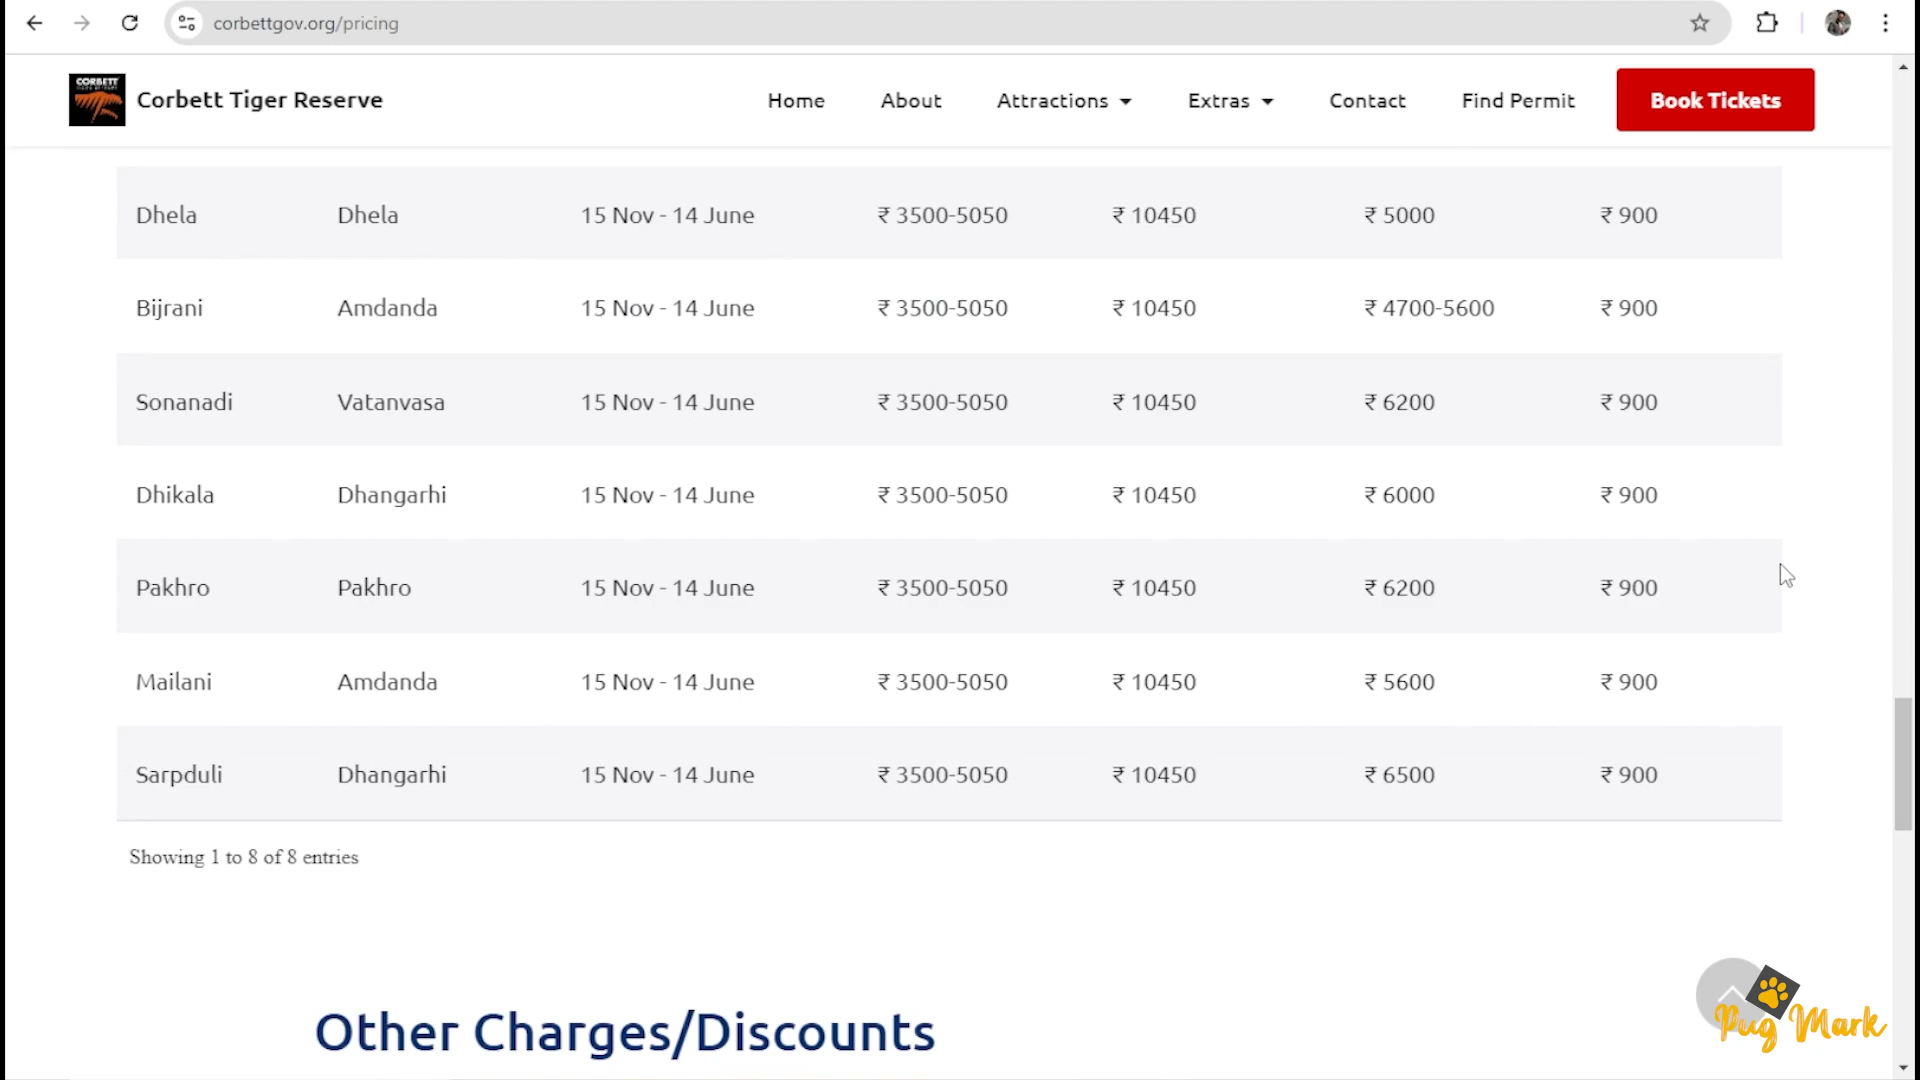 corbettgov.org/pricing
CORBETT
Corbett Tiger Reserve Home About Attractions Extras Contact Find Permit Book Tickets
Dhela Dhela 15 Nov - 14 June ₹ 3500-5050 ₹ 10450 ₹ 5000 ₹ 900
Bijrani Amdanda 15 Nov - 14 June ₹ 3500-5050 ₹ 10450 ₹ 4700-5600 ₹ 900
Sonanadi Vatanvasa 15 Nov - 14 June ₹ 3500-5050 ₹ 10450 ₹ 6200 ₹ 900
Dhikala Dhangarhi 15 Nov - 14 June ₹ 3500-5050 ₹ 10450 ₹ 6000 ₹ 900
Pakhro Pakhro 15 Nov - 14 June ₹ 3500-5050 ₹ 10450 ₹ 6200 ₹ 900
Mailani Amdanda 15 Nov - 14 June ₹ 3500-5050 ₹ 10450 ₹ 5600 ₹ 900
Sarpduli Dhangarhi 15 Nov - 14 June ₹ 3500-5050 ₹ 10450 ₹ 6500 ₹ 900
Showing 1 to 8 of 8 entries
Other Charges/Discounts
Pug Mark